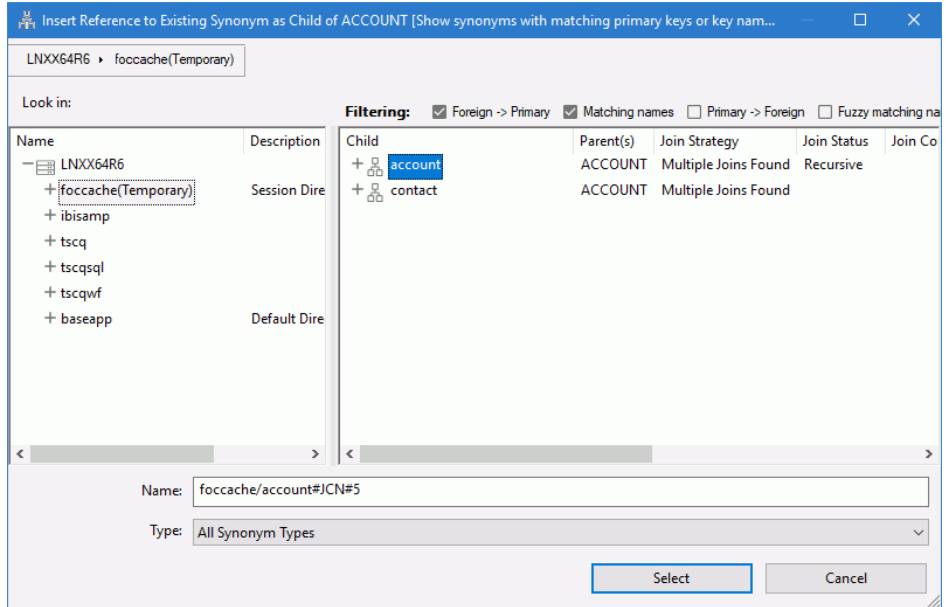 Insert Reference to Existing Synonym as Child of ACCOUNT [Show synonyms with matching primary keys or key nam...
LNXX64R6 ▸ foccache(Temporary)
Look in:
Filtering: Foreign -> Primary Matching names Primary -> Foreign Fuzzy matching na
Name Description Child Parent(s) Join Strategy Join Status Join Co
LNXX64R6 account ACCOUNT Multiple Joins Found Recursive
foccache(Temporary) Session Dire contact ACCOUNT Multiple Joins Found
ibisamp
tscq
tscqsql
tscqwf
baseapp Default Dire
Name: foccache/account#JCN#5
Type: All Synonym Types
Select Cancel